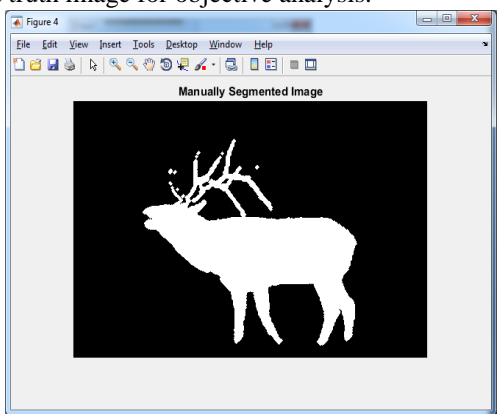 truth image for objective analysis.
Figure 4
File Edit View Insert Tools Desktop Window Help
Manually Segmented Image